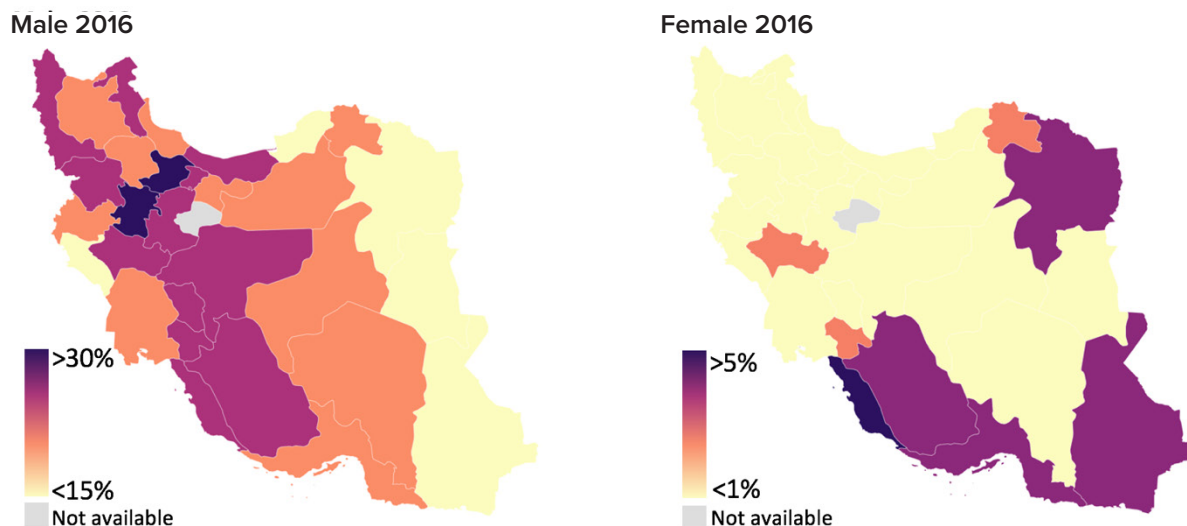 Male 2016
Female 2016
>30%
<15%
Not available
>5%
<1%
Not available